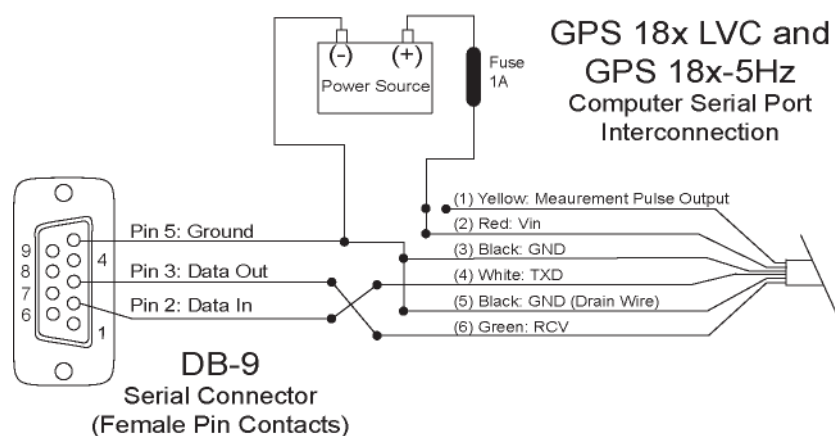 GPS 18x LVC and
GPS 18x-5Hz
Computer Serial Port
Interconnection
(-)
(+)
Power Source
Fuse
1A
(1) Yellow: Meaurement Pulse Output
(2) Red: Vin
(3) Black: GND
(4) White: TXD
(5) Black: GND (Drain Wire)
(6) Green: RCV
Pin 5: Ground
Pin 3: Data Out
Pin 2: Data In
9
8
7
6
4
1
DB-9
Serial Connector
(Female Pin Contacts)